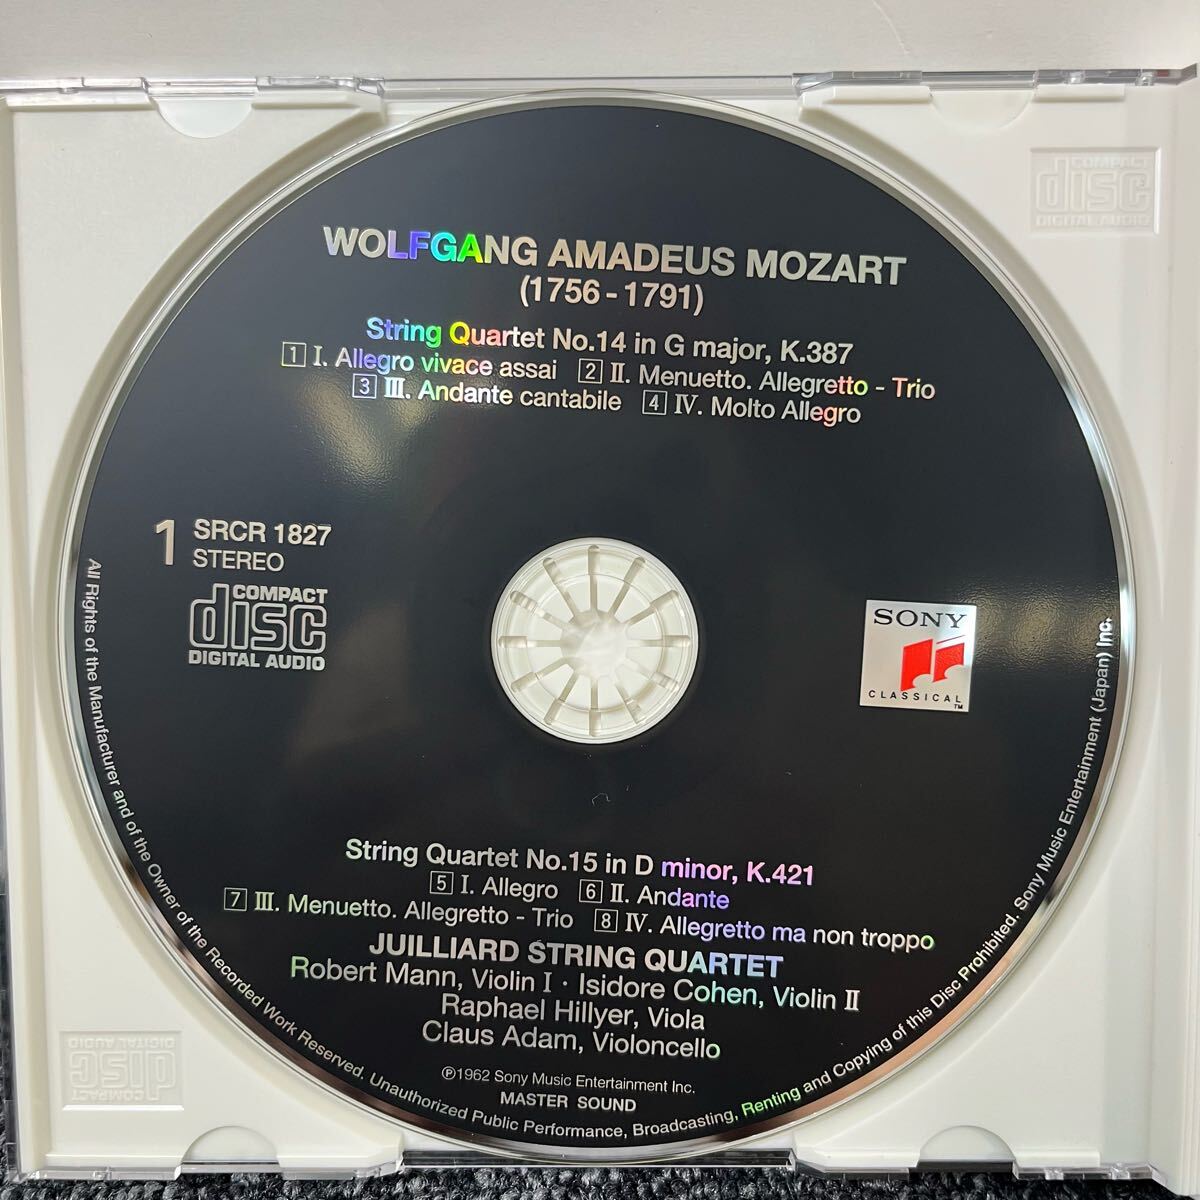 WOLFGANG AMADEUS MOZART
(1756-1791)
String Quartet No.14 in G major, K.387
1 I. Allegro vivace assai 2 II. Menuetto. Allegretto - Trio
3 III. Andante cantabile 4 IV. Molto Allegro
1 SRCR 1827
STEREO
COMPACT
disc
DIGITAL AUDIO
SONY
CLASSICAL
TM
String Quartet No.15 in D minor, K.421
5 I. Allegro 6 II. Andante
7 III. Menuetto. Allegretto - Trio 8 IV. Allegretto ma non troppo
JUILLIARD STRING QUARTET
Robert Mann, Violin I · Isidore Cohen, Violin II
Raphael Hillyer, Viola
Claus Adam, Violoncello
℗1962 Sony Music Entertainment Inc.
MASTER SOUND
All Rights of the Manufacturer and of the Owner of the Recorded Work Reserved. Unauthorized Public Performance, Broadcasting, Renting and Copying of this Disc Prohibited. Sony Music Entertainment (Japan) Inc.
COMPACT
disc
DIGITAL AUDIO
COMPACT
disc
DIGITAL AUDIO